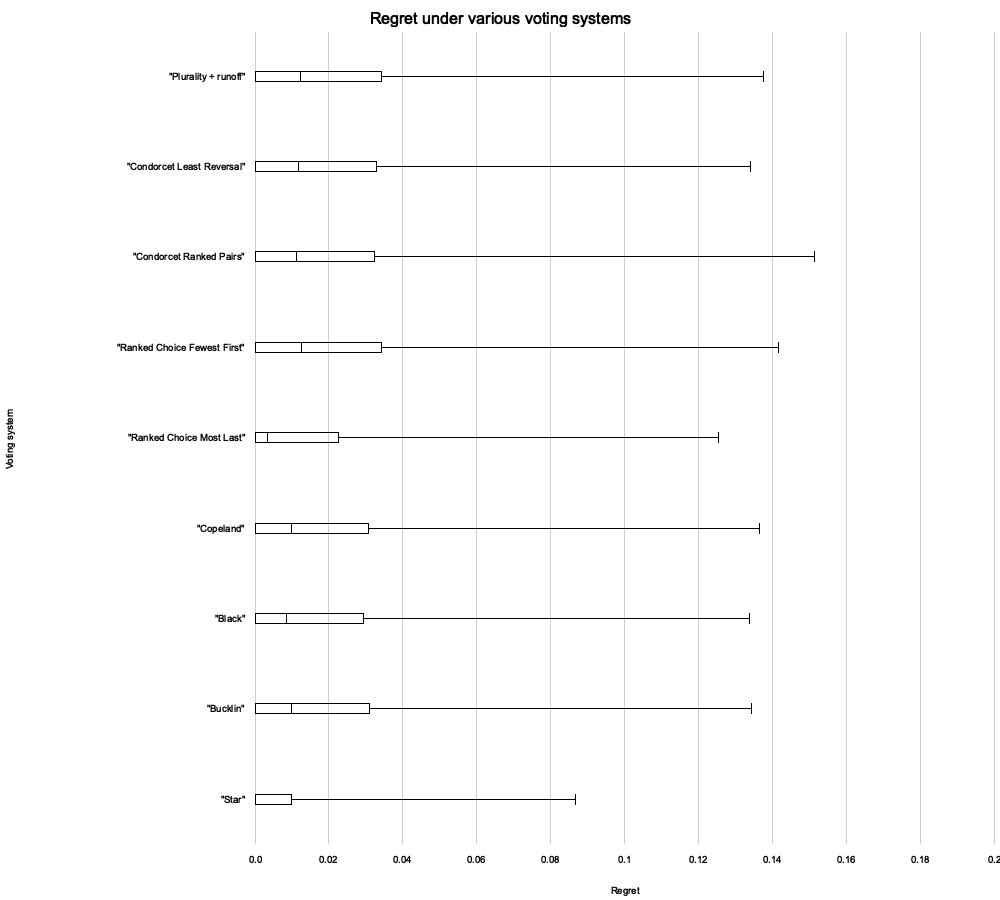 Regret under various voting systems
"Plurality + runoff"
"Condorcet Least Reversal"
"Condorcet Ranked Pairs"
"Ranked Choice Fewest First"
Voting system
"Ranked Choice Most Last"
"Copeland"
"Black"
"Bucklin"
"Star"
0.0 0.02 0.04 0.06 0.08 0.1 0.12 0.14 0.16 0.18 0.2
Regret